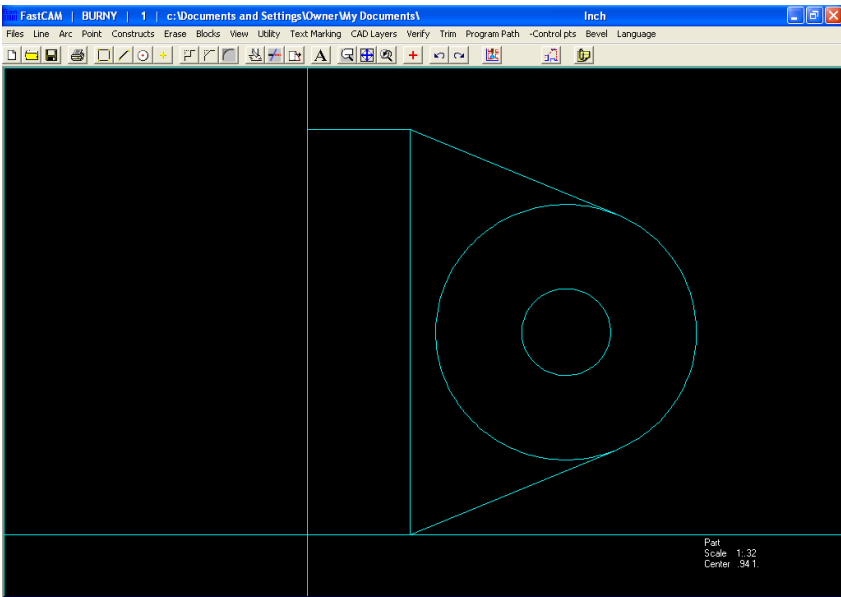 FastCAM | BURNY | 1 | c:\Documents and Settings\Owner\My Documents\ Inch
Files Line Arc Point Constructs Erase Blocks View Utility Text Marking CAD Layers Verify Trim Program Path -Control pts Bevel Language
A
Part
Scale 1:.32
Center .94 1.